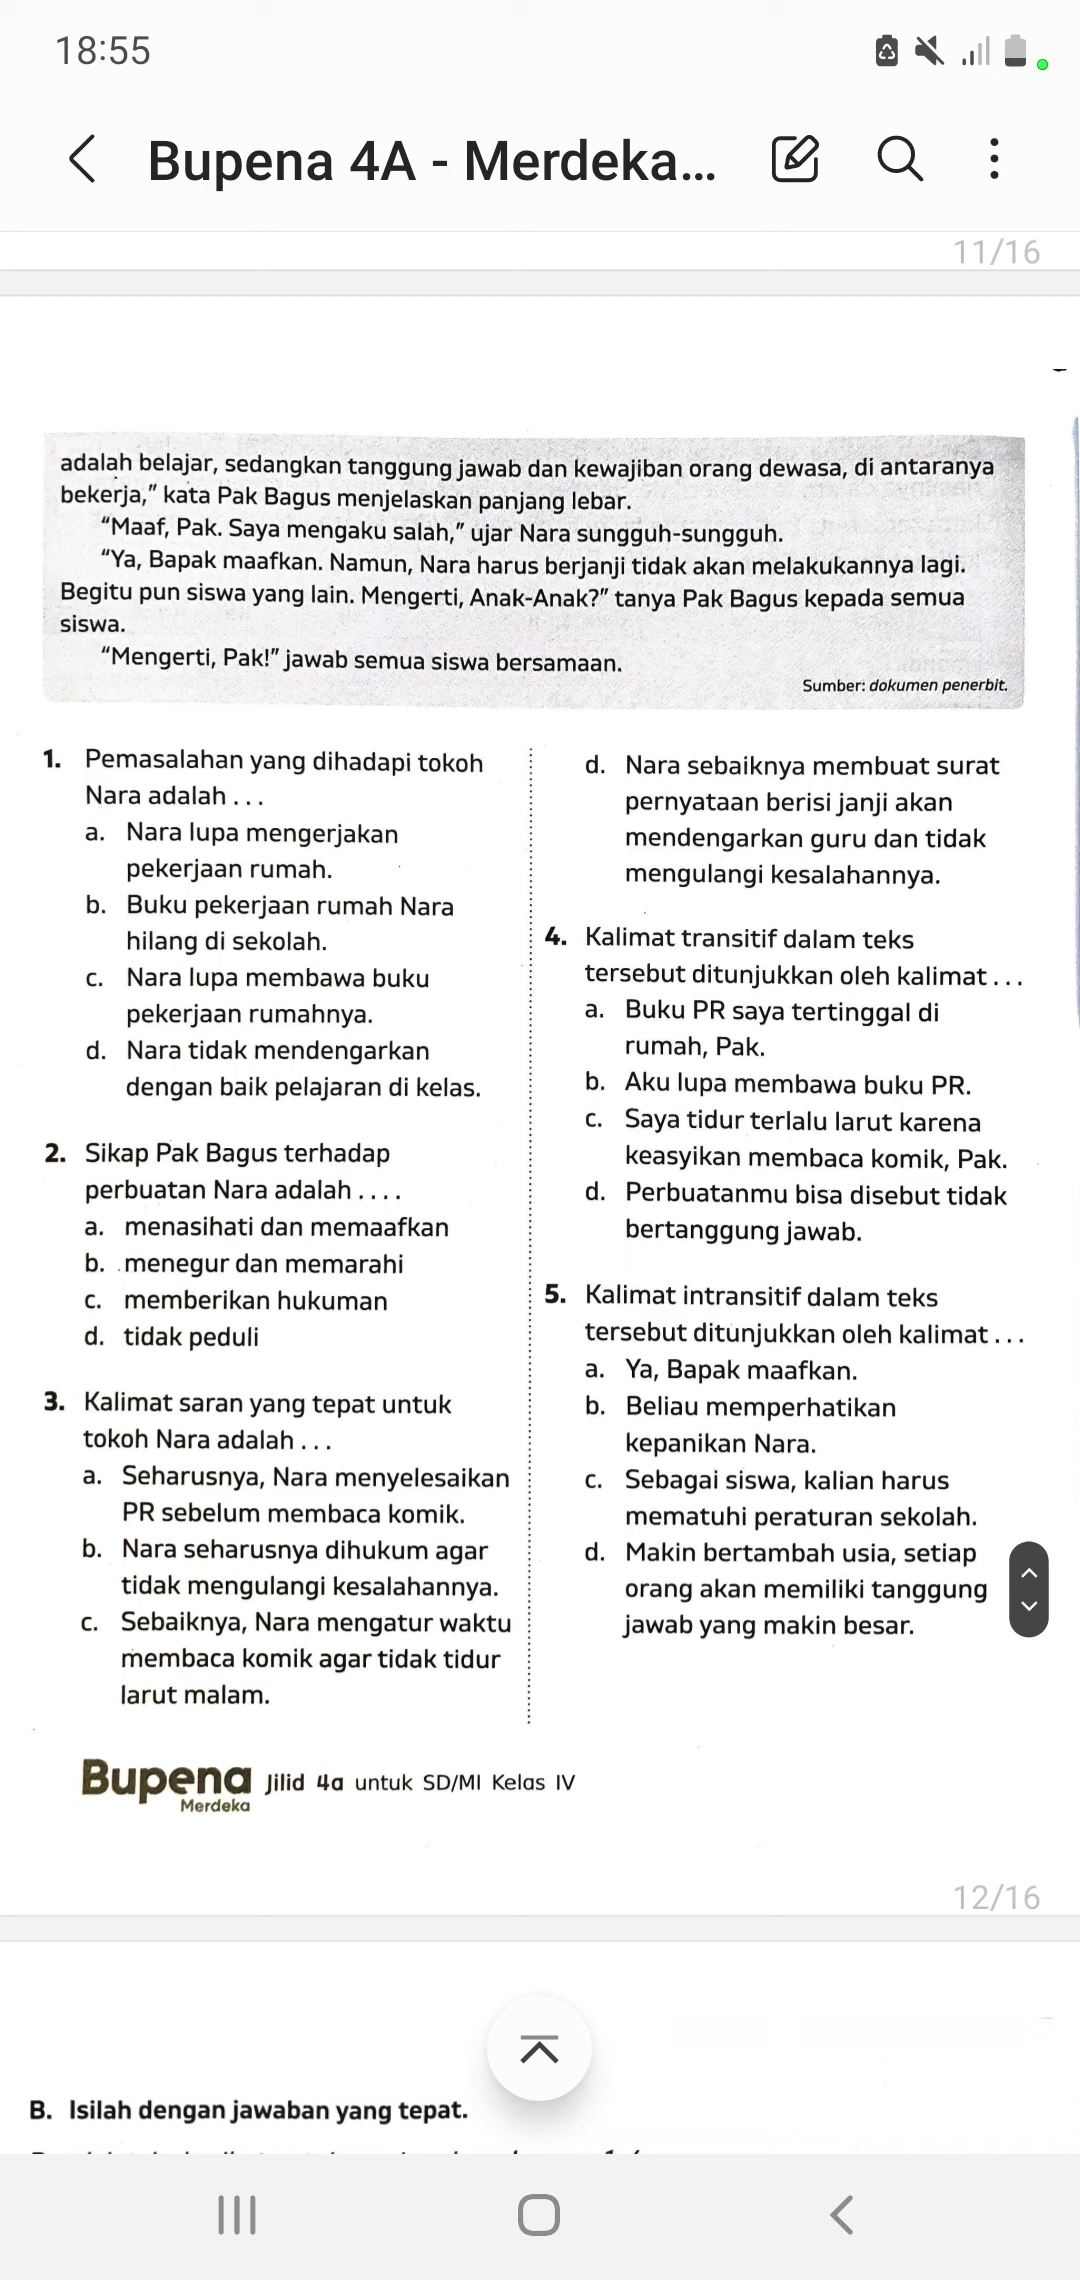 18:55
Bupena 4A - Merdeka...
11/16
adalah belajar, sedangkan tanggung jawab dan kewajiban orang dewasa, di antaranya
bekerja,” kata Pak Bagus menjelaskan panjang lebar.
“Maaf, Pak. Saya mengaku salah,” ujar Nara sungguh-sungguh.
“Ya, Bapak maafkan. Namun, Nara harus berjanji tidak akan melakukannya lagi.
Begitu pun siswa yang lain. Mengerti, Anak-Anak?” tanya Pak Bagus kepada semua
siswa.
“Mengerti, Pak!” jawab semua siswa bersamaan.
Sumber: dokumen penerbit.
1. Pemasalahan yang dihadapi tokoh
Nara adalah . . .
a. Nara lupa mengerjakan
pekerjaan rumah.
b. Buku pekerjaan rumah Nara
hilang di sekolah.
c. Nara lupa membawa buku
pekerjaan rumahnya.
d. Nara tidak mendengarkan
dengan baik pelajaran di kelas.
2. Sikap Pak Bagus terhadap
perbuatan Nara adalah . . . .
a. menasihati dan memaafkan
b. menegur dan memarahi
c. memberikan hukuman
d. tidak peduli
3. Kalimat saran yang tepat untuk
tokoh Nara adalah . . .
a. Seharusnya, Nara menyelesaikan
PR sebelum membaca komik.
b. Nara seharusnya dihukum agar
tidak mengulangi kesalahannya.
c. Sebaiknya, Nara mengatur waktu
membaca komik agar tidak tidur
larut malam.
d. Nara sebaiknya membuat surat
pernyataan berisi janji akan
mendengarkan guru dan tidak
mengulangi kesalahannya.
4. Kalimat transitif dalam teks
tersebut ditunjukkan oleh kalimat . . .
a. Buku PR saya tertinggal di
rumah, Pak.
b. Aku lupa membawa buku PR.
c. Saya tidur terlalu larut karena
keasyikan membaca komik, Pak.
d. Perbuatanmu bisa disebut tidak
bertanggung jawab.
5. Kalimat intransitif dalam teks
tersebut ditunjukkan oleh kalimat . . .
a. Ya, Bapak maafkan.
b. Beliau memperhatikan
kepanikan Nara.
c. Sebagai siswa, kalian harus
mematuhi peraturan sekolah.
d. Makin bertambah usia, setiap
orang akan memiliki tanggung
jawab yang makin besar.
Bupena Jilid 4a untuk SD/MI Kelas IV
Merdeka
12/16
B. Isilah dengan jawaban yang tepat.